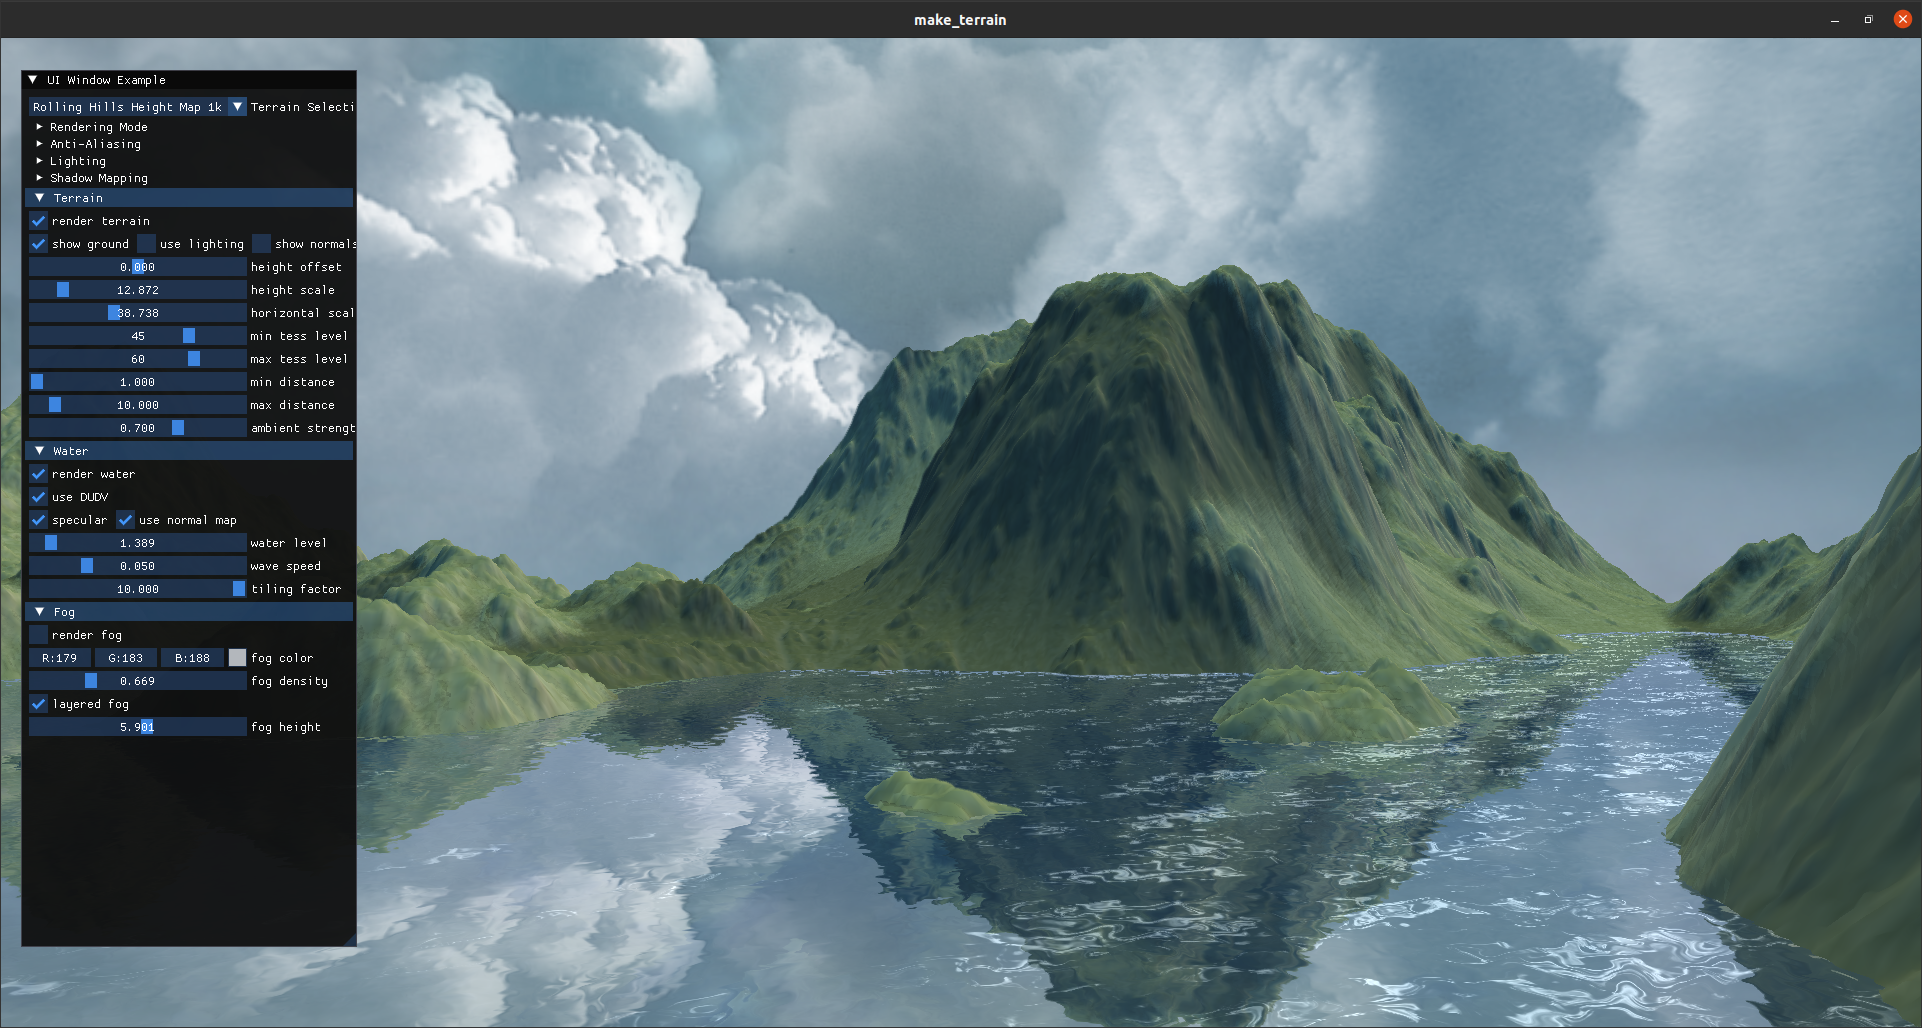 make_terrain
UI Window Example
Rolling Hills Height Map 1k Terrain Selecti
Rendering Mode
Anti-Aliasing
Lighting
Shadow Mapping
Terrain
render terrain
show ground use lighting show normals
0.000 height offset
12.872 height scale
38.738 horizontal scal
45 min tess level
60 max tess level
1.000 min distance
10.000 max distance
0.700 ambient strengt
Water
render water
use DUDV
specular use normal map
1.389 water level
0.050 wave speed
10.000 tiling factor
Fog
render fog
R:179 G:183 B:188 fog color
0.669 fog density
layered fog
5.901 fog height